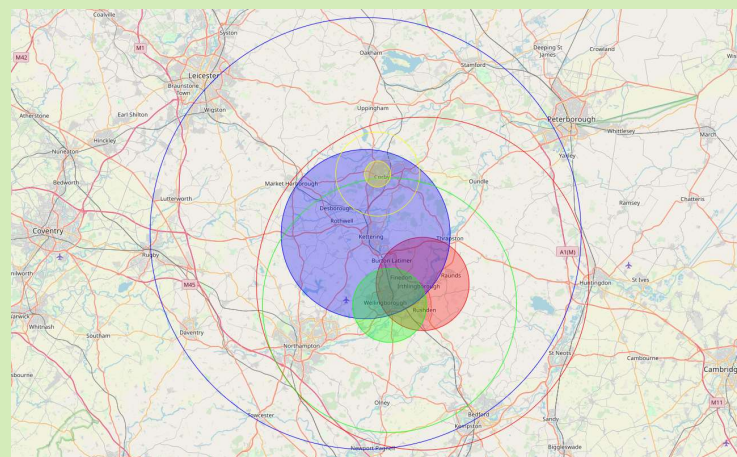 Coalville
Syston
Oakham
Deeping St
James
Crowland
M1
M42
Stamford
Leicester
Braunstone
Town
Wigston
Uppingham
Atherstone
Earl Shilton
Peterborough
Whittlesey
March
Hinckley
Nuneaton
Yaxley
Bedworth
Market Harborough
Corby
Oundle
Lutterworth
Ramsey
Chatteris
Desborough
Rothwell
Coventry
Kettering
Thrapston
Rugby
A1(M)
Burton Latimer
Raunds
Finedon
Irthlingborough
Huntingdon
St Ives
M45
Wellingborough
Rushden
Whitnash
Southam
Daventry
Northampton
St Neots
Cambourne
Cambridg
Olney
M11
Towcester
Bedford
Kempston
Sandy
Newport Pagnell
Biggleswade